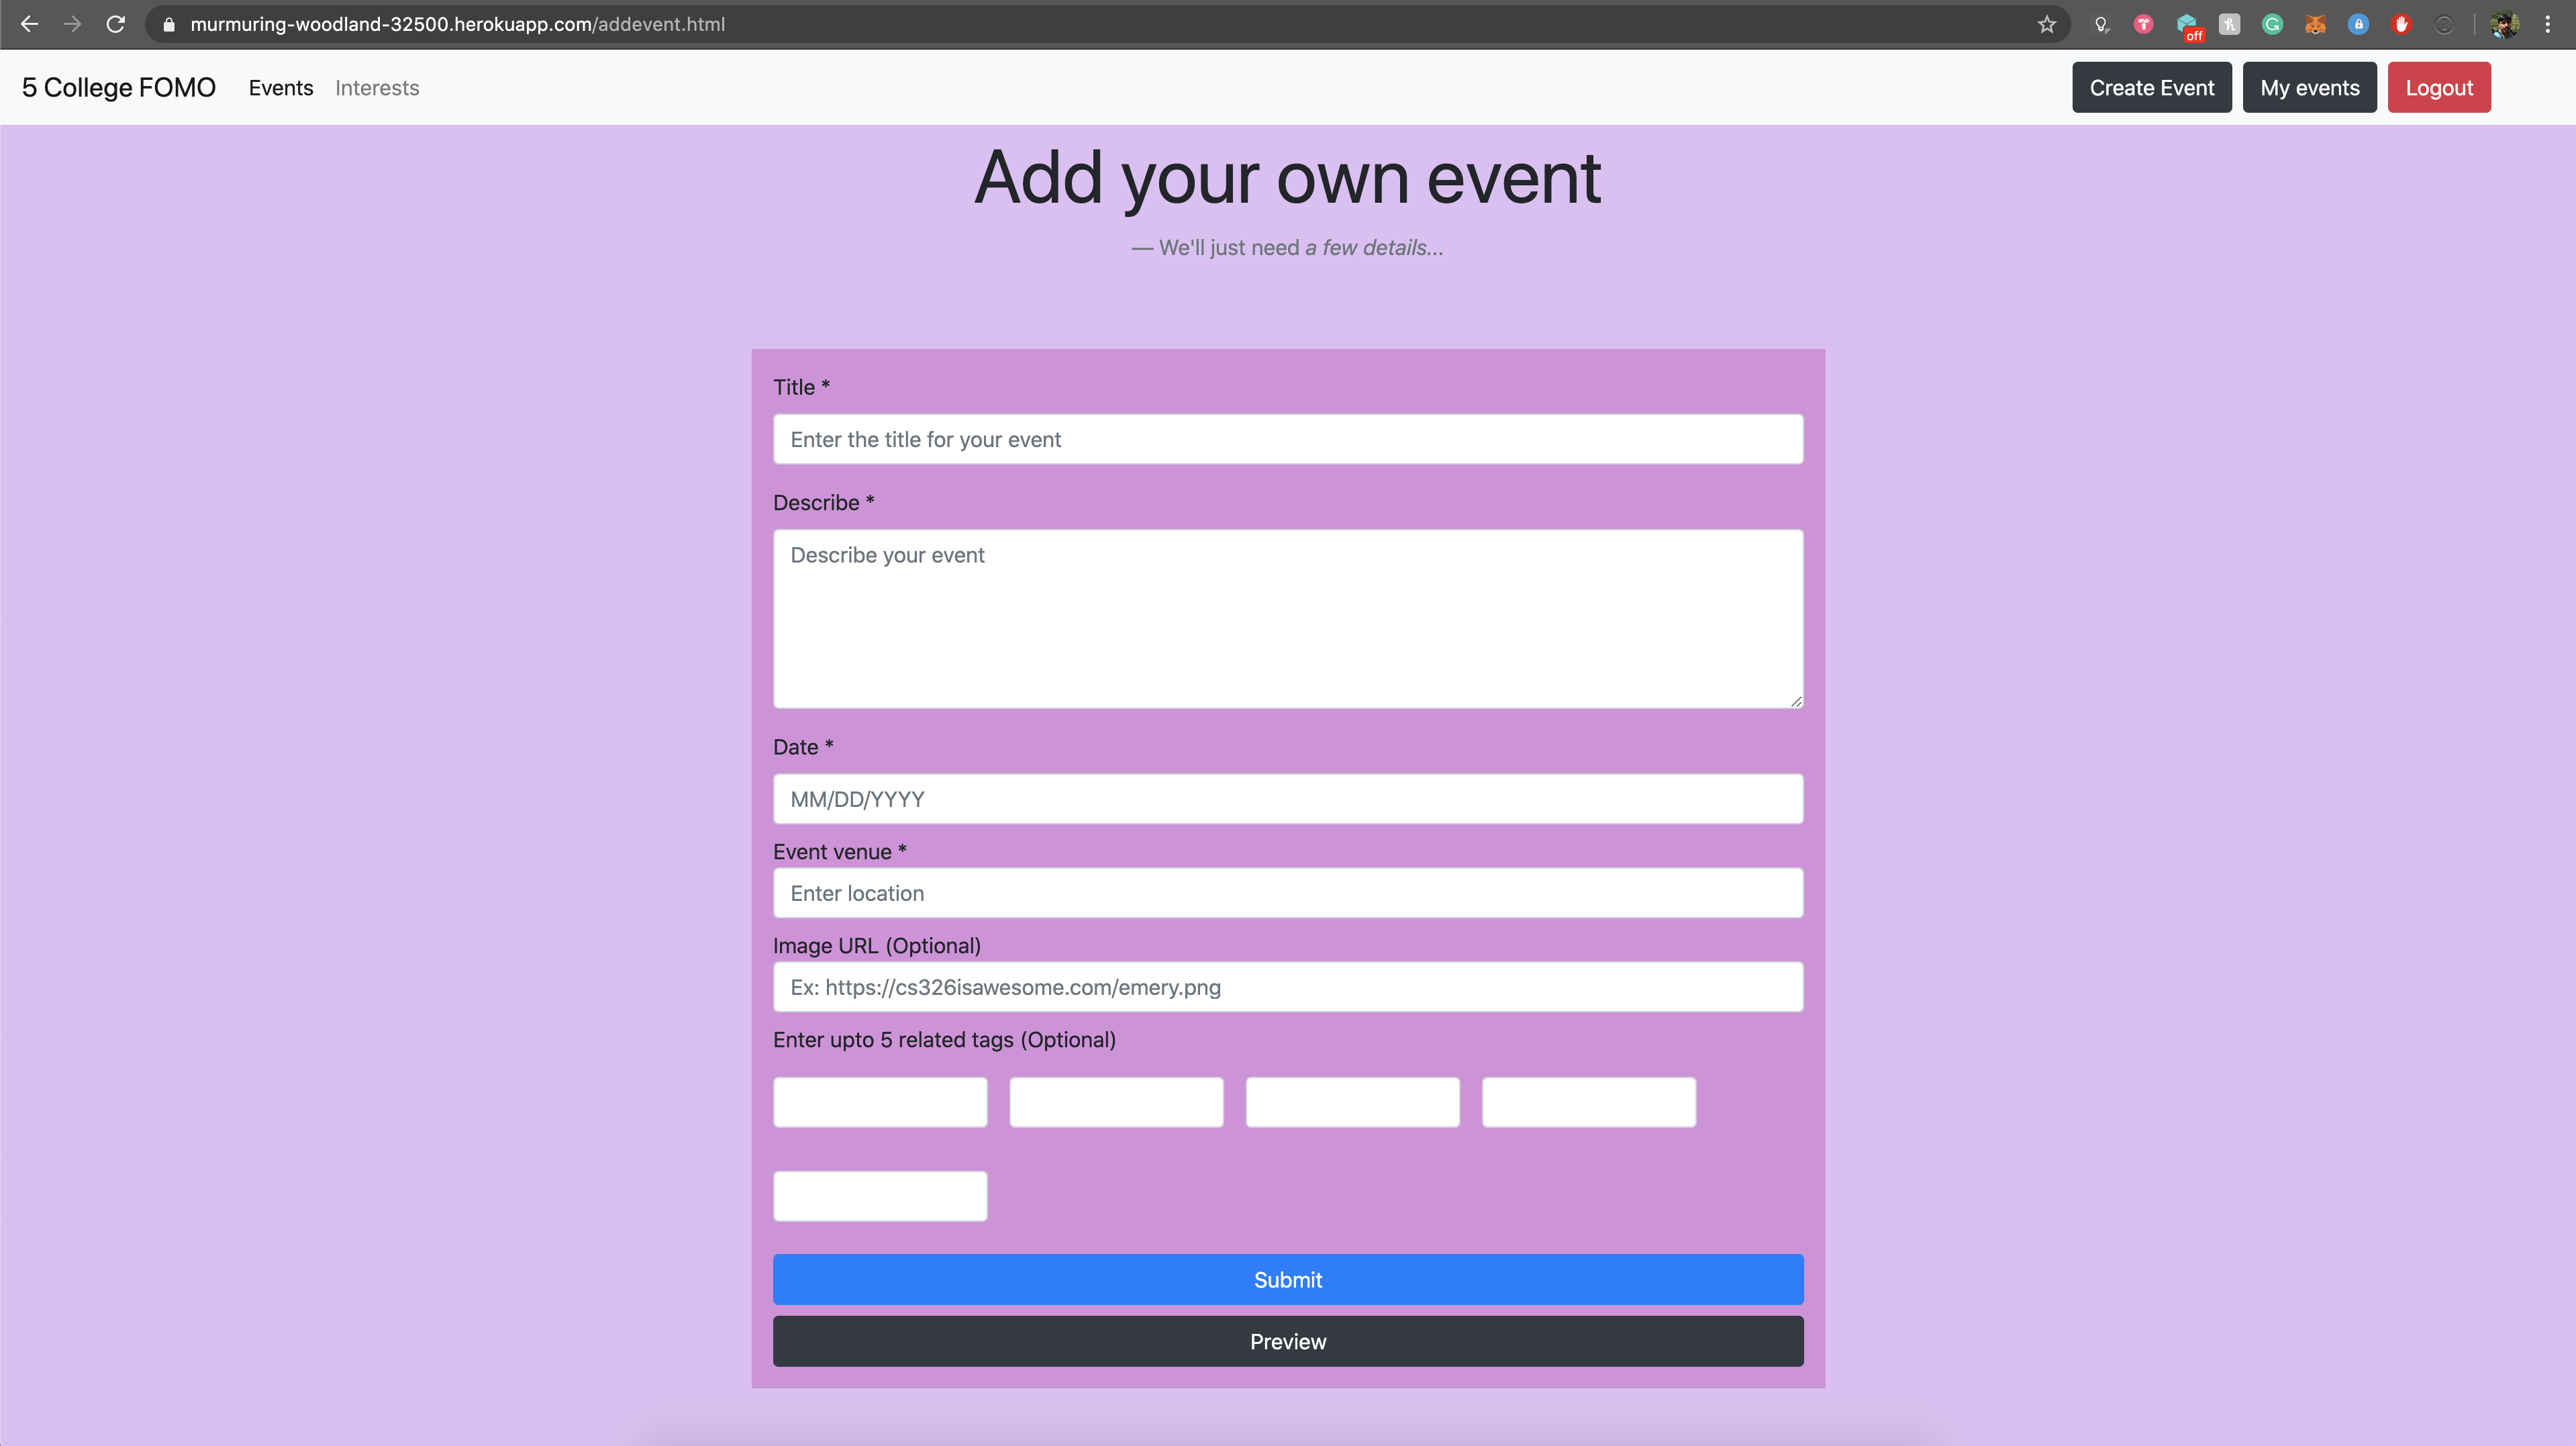 murmuring-woodland-32500.herokuapp.com/addevent.html
off
5 College FOMO Events Interests Create Event My events Logout
Add your own event
— We'll just need a few details...
Title *
Enter the title for your event
Describe *
Describe your event
Date *
MM/DD/YYYY
Event venue *
Enter location
Image URL (Optional)
Ex: https://cs326isawesome.com/emery.png
Enter upto 5 related tags (Optional)
Submit
Preview